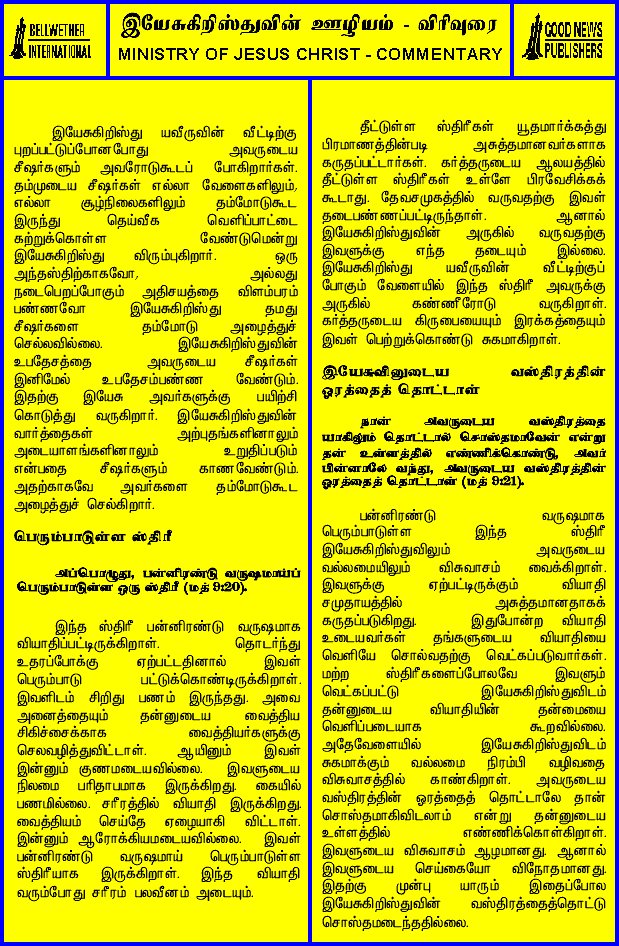 BELLWETHER
INTERNATIONAL
இயேசுகிறிஸ்துவின் ஊழியம் - விரிவுரை
MINISTRY OF JESUS CHRIST - COMMENTARY
GOOD NEWS
PUBLISHERS
இயேசுகிறிஸ்து யவீருவின் வீட்டிற்கு
புறப்பட்டுப்போனபோது அவருடைய
சீஷர்களும் அவரோடுகூடப் போகிறார்கள்.
தம்முடைய சீஷர்கள் எல்லா வேளைகளிலும்,
எல்லா சூழ்நிலைகளிலும் தம்மோடுகூட
இருந்து தெய்வீக வெளிப்பாட்டை
கற்றுக்கொள்ள வேண்டுமென்று
இயேசுகிறிஸ்து விரும்புகிறார். ஒரு
அந்தஸ்திற்காகவோ, அல்லது
நடைபெறப்போகும் அதிசயத்தை விளம்பரம்
பண்ணவோ இயேசுகிறிஸ்து தமது
சீஷர்களை தம்மோடு அழைத்துச்
செல்லவில்லை. இயேசுகிறிஸ்துவின்
உபதேசத்தை அவருடைய சீஷர்கள்
இனிமேல் உபதேசம்பண்ண வேண்டும்.
இதற்கு இயேசு அவர்களுக்கு பயிற்சி
கொடுத்து வருகிறார். இயேசுகிறிஸ்துவின்
வார்த்தைகள் அற்புதங்களினாலும்
அடையாளங்களினாலும் உறுதிப்படும்
என்பதை சீஷர்களும் காணவேண்டும்.
அதற்காகவே அவர்களை தம்மோடுகூட
அழைத்துச் செல்கிறார்.
பெரும்பாடுள்ள ஸ்திரீ
அப்பொழுது, பன்னிரண்டு வருஷமாய்ப்
பெரும்பாடுள்ள ஒரு ஸ்திரீ (மத் 9:20).
இந்த ஸ்திரீ பன்னிரண்டு வருஷமாக
வியாதிப்பட்டிருக்கிறாள். தொடர்ந்து
உதரப்போக்கு ஏற்பட்டதினால் இவள்
பெரும்பாடு பட்டுக்கொண்டிருக்கிறாள்.
இவளிடம் சிறிது பணம் இருந்தது. அவை
அனைத்தையும் தன்னுடைய வைத்திய
சிகிச்சைக்காக வைத்தியர்களுக்கு
செலவழித்துவிட்டாள். ஆயினும் இவள்
இன்னும் குணமடையவில்லை. இவளுடைய
நிலமை பரிதாபமாக இருக்கிறது. கையில்
பணமில்லை. சரீரத்தில் வியாதி இருக்கிறது.
வைத்தியம் செய்தே ஏழையாகி விட்டாள்.
இன்னும் ஆரோக்கியமடையவில்லை. இவள்
பன்னிரண்டு வருஷமாய் பெரும்பாடுள்ள
ஸ்திரீயாக இருக்கிறாள். இந்த வியாதி
வரும்போது சரீரம் பலவீனம் அடையும்.
தீட்டுள்ள ஸ்திரீகள் யூதமார்க்கத்து
பிரமாணத்தின்படி அசுத்தமானவர்களாக
கருதப்பட்டார்கள். கர்த்தருடைய ஆலயத்தில்
தீட்டுள்ள ஸ்திரீகள் உள்ளே பிரவேசிக்கக்
கூடாது. தேவசமுகத்தில் வருவதற்கு இவள்
தடைபண்ணப்பட்டிருந்தாள். ஆனால்
இயேசுகிறிஸ்துவின் அருகில் வருவதற்கு
இவளுக்கு எந்த தடையும் இல்லை.
இயேசுகிறிஸ்து யவீருவின் வீட்டிற்குப்
போகும் வேளையில் இந்த ஸ்திரீ அவருக்கு
அருகில் கண்ணீரோடு வருகிறாள்.
கர்த்தருடைய கிருபையையும் இரக்கத்தையும்
இவள் பெற்றுக்கொண்டு சுகமாகிறாள்.
இயேசுவினுடைய வஸ்திரத்தின்
ஓரத்தைத் தொட்டாள்
நான் அவருடைய வஸ்திரத்தை
யாகிலும் தொட்டால் சொஸ்தமாவேன் என்று
தன் உள்ளத்தில் எண்ணிக்கொண்டு, அவர்
பின்னாலே வந்து, அவருடைய வஸ்திரத்தின்
ஓரத்தைத் தொட்டாள் (மத் 9:21).
பன்னிரண்டு வருஷமாக
பெரும்பாடுள்ள இந்த ஸ்திரீ
இயேசுகிறிஸ்துவிலும் அவருடைய
வல்லமையிலும் விசுவாசம் வைக்கிறாள்.
இவளுக்கு ஏற்பட்டிருக்கும் வியாதி
சமுதாயத்தில் அசுத்தமானதாகக்
கருதப்படுகிறது. இதுபோன்ற வியாதி
உடையவர்கள் தங்களுடைய வியாதியை
வெளியே சொல்வதற்கு வெட்கப்படுவார்கள்.
மற்ற ஸ்திரீகளைப்போலவே இவளும்
வெட்கப்பட்டு இயேசுகிறிஸ்துவிடம்
தன்னுடைய வியாதியின் தன்மையை
வெளிப்படையாக கூறவில்லை.
அதேவேளையில் இயேசுகிறிஸ்துவிடம்
சுகமாக்கும் வல்லமை நிரம்பி வழிவதை
விசுவாசத்தில் காண்கிறாள். அவருடைய
வஸ்திரத்தின் ஓரத்தைத் தொட்டாலே தான்
சொஸ்தமாகிவிடலாம் என்று தன்னுடைய
உள்ளத்தில் எண்ணிக்கொள்கிறாள்.
இவளுடைய விசுவாசம் ஆழமானது. ஆனால்
இவளுடைய செய்கையோ விநோதமானது.
இதற்கு முன்பு யாரும் இதைப்போல
இயேசுகிறிஸ்துவின் வஸ்திரத்தைத்தொட்டு
சொஸ்தமடைந்ததில்லை.